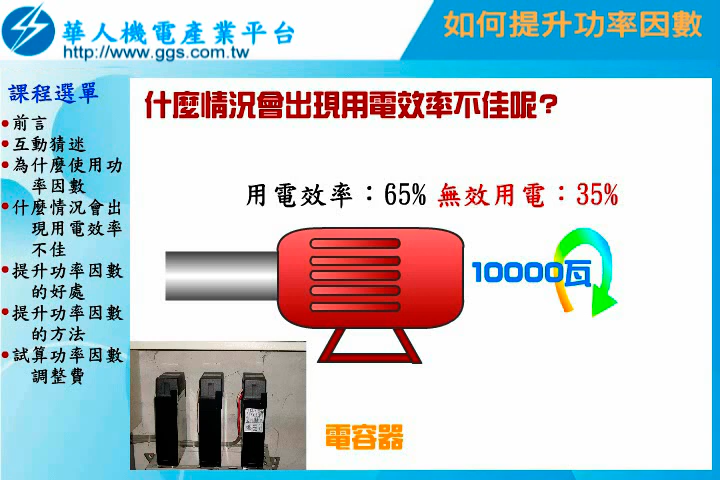 華人機電產業平台
http://www.ggs.com.tw
如何提升功率因數
課程選單
前言
互動猜迷
為什麼使用功
率因數
什麼情況會出
現用電效率
不佳
提升功率因數
的好處
提升功率因數
的方法
試算功率因數
調整費
什麼情況會出現用電效率不佳呢？
用電效率：65% 無效用電：35%
10000瓦
電容器